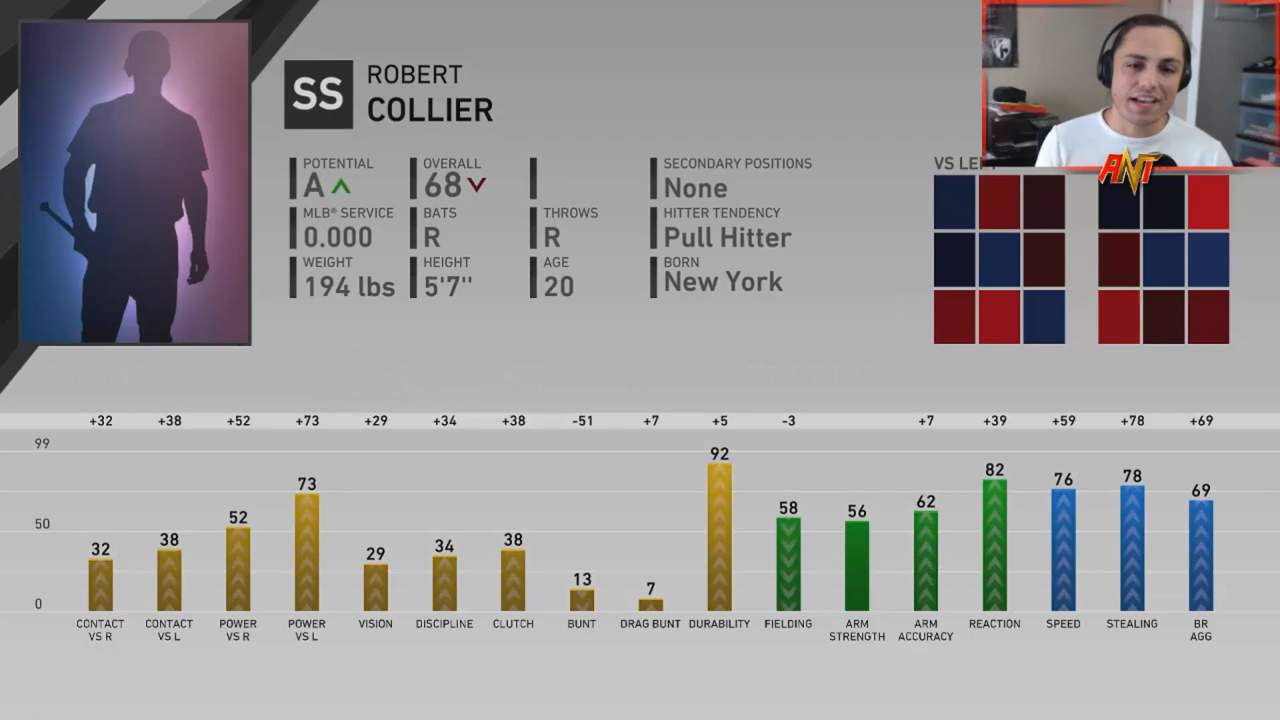 SS
ROBERT
COLLIER
POTENTIAL
A
OVERALL
68
SECONDARY POSITIONS
None
MLB® SERVICE
0.000
BATS
R
THROWS
R
HITTER TENDENCY
Pull Hitter
WEIGHT
194 lbs
HEIGHT
5'7"
AGE
20
BORN
New York
VS LEFT
ANT
+32 +38 +52 +73 +29 +34 +38 -51 +7 +5 -3 +7 +39 +59 +78 +69
99
50
0
32 38 52 73 29 34 38 13 7 92 58 56 62 82 76 78 69
CONTACT VS R
CONTACT VS L
POWER VS R
POWER VS L
VISION
DISCIPLINE
CLUTCH
BUNT
DRAG BUNT
DURABILITY
FIELDING
ARM STRENGTH
ARM ACCURACY
REACTION
SPEED
STEALING
BR AGG